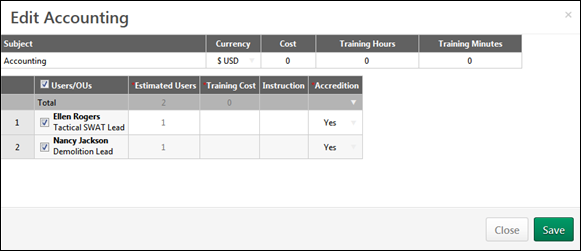 Edit Accounting ×
Subject Currency Cost Training Hours Training Minutes
Accounting $ USD 0 0 0
Users/OUs Estimated Users Training Cost Instruction Accredition
Total 2 0
1 Ellen Rogers 1 Yes
Tactical SWAT Lead
2 Nancy Jackson 1 Yes
Demolition Lead
Close Save